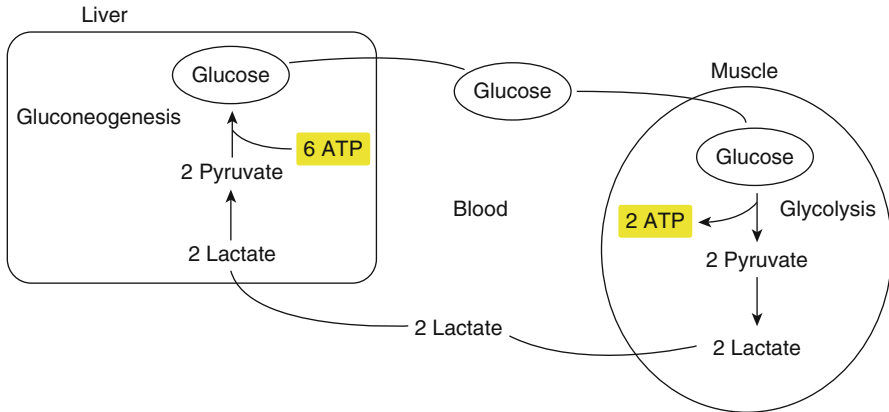 Liver
Glucose
Gluconeogenesis
6 ATP
2 Pyruvate
2 Lactate
Glucose
Blood
2 Lactate
Muscle
Glucose
Glycolysis
2 ATP
2 Pyruvate
2 Lactate